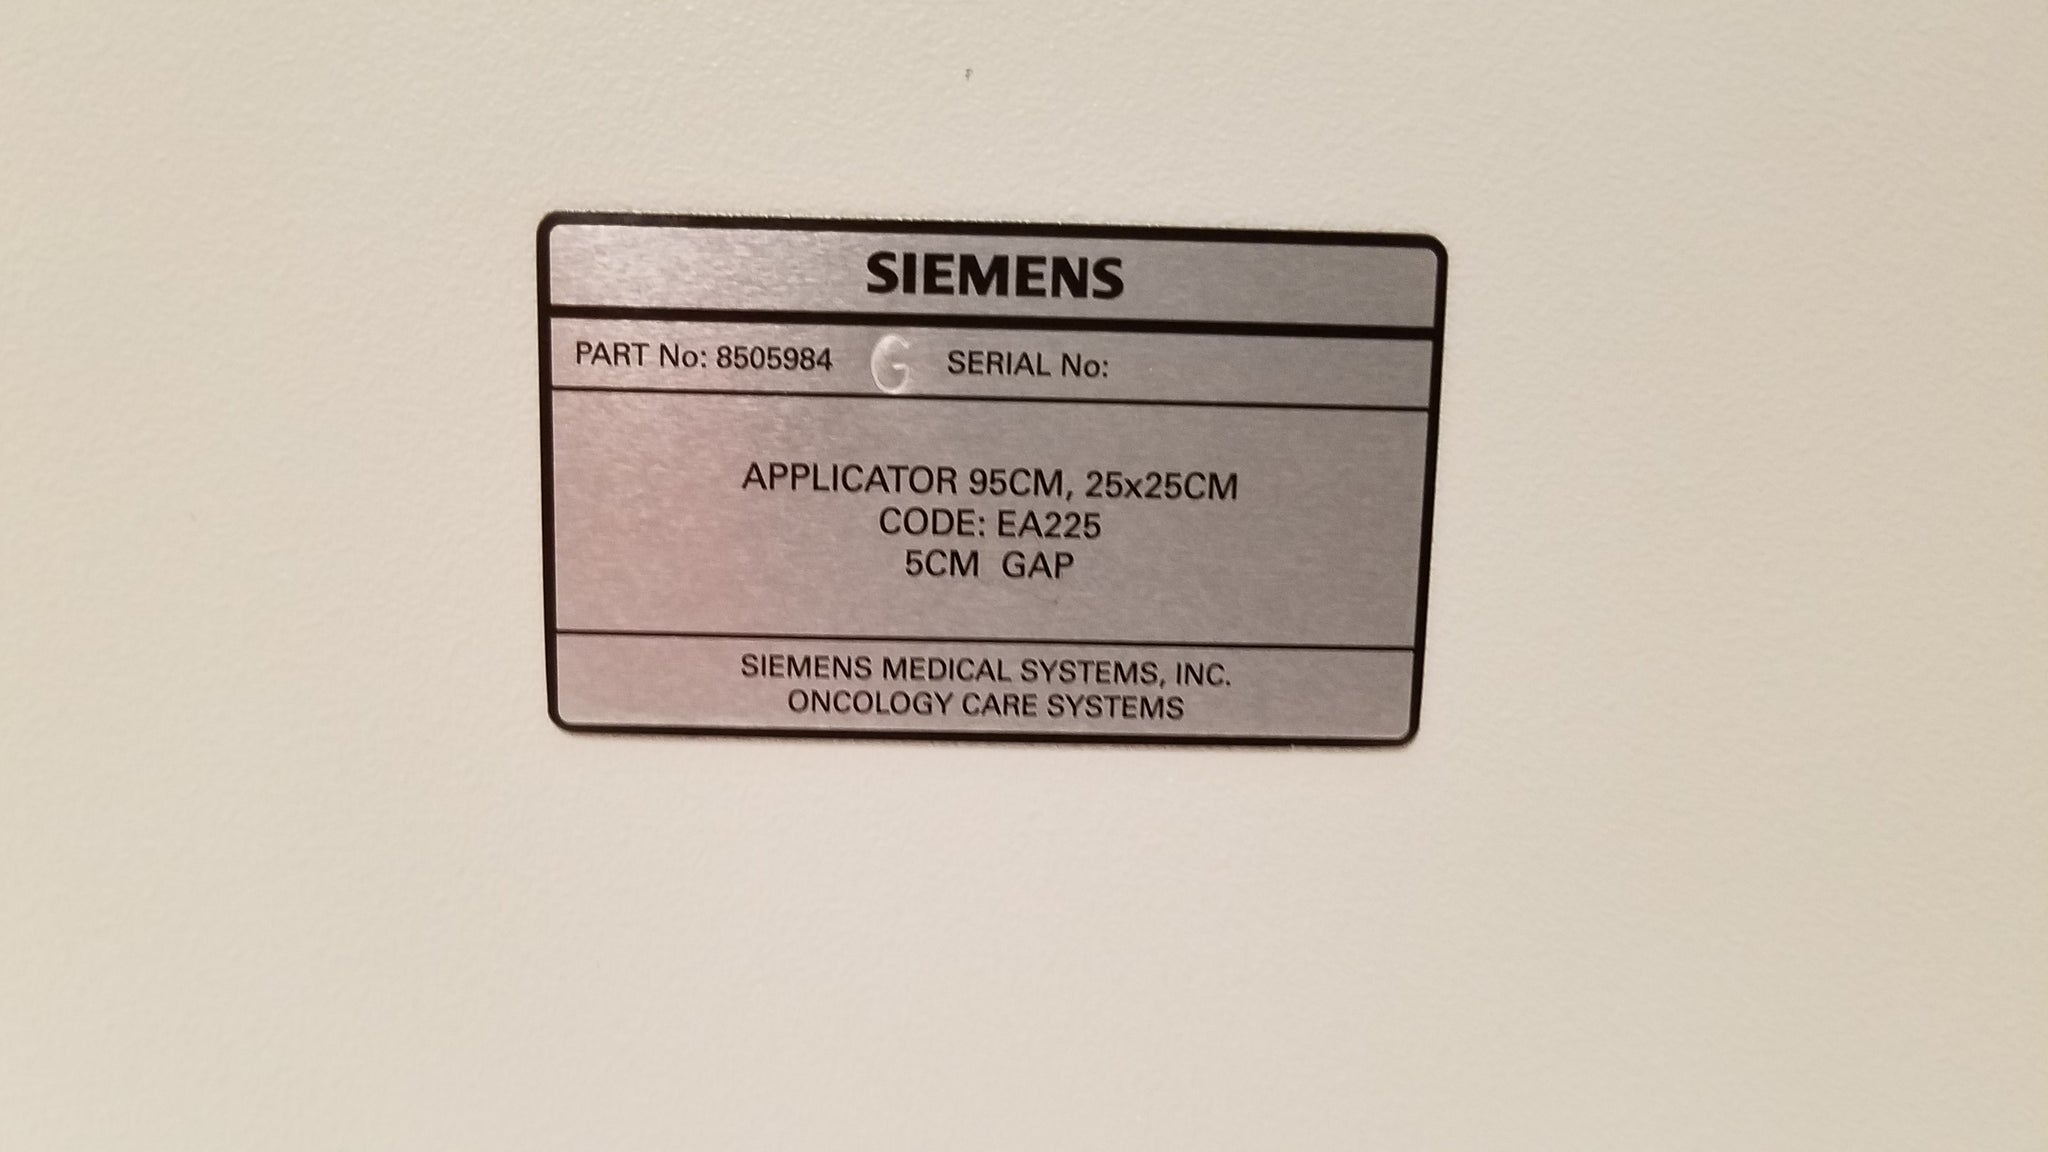 SIEMENS
PART No: 8505984 G SERIAL No:
APPLICATOR 95CM, 25x25CM
CODE: EA225
5CM GAP
SIEMENS MEDICAL SYSTEMS, INC.
ONCOLOGY CARE SYSTEMS